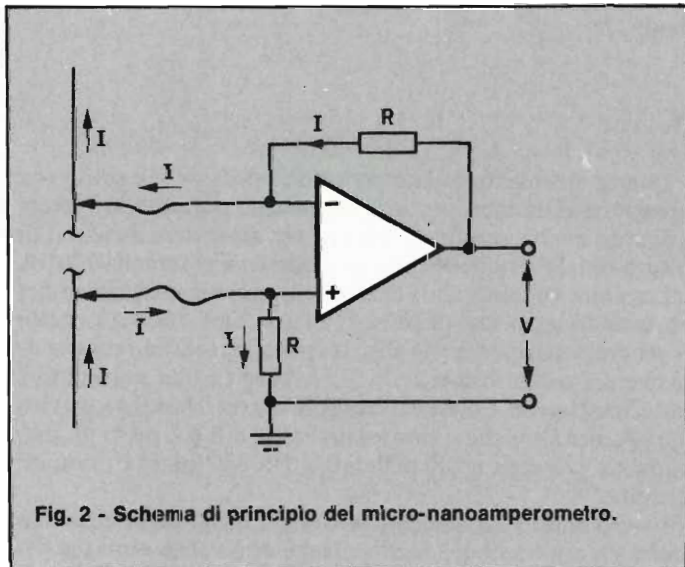 I
R
I
I
−
+
I
I
R
I
V
Fig. 2 - Schema di principio del micro-nanoamperometro.